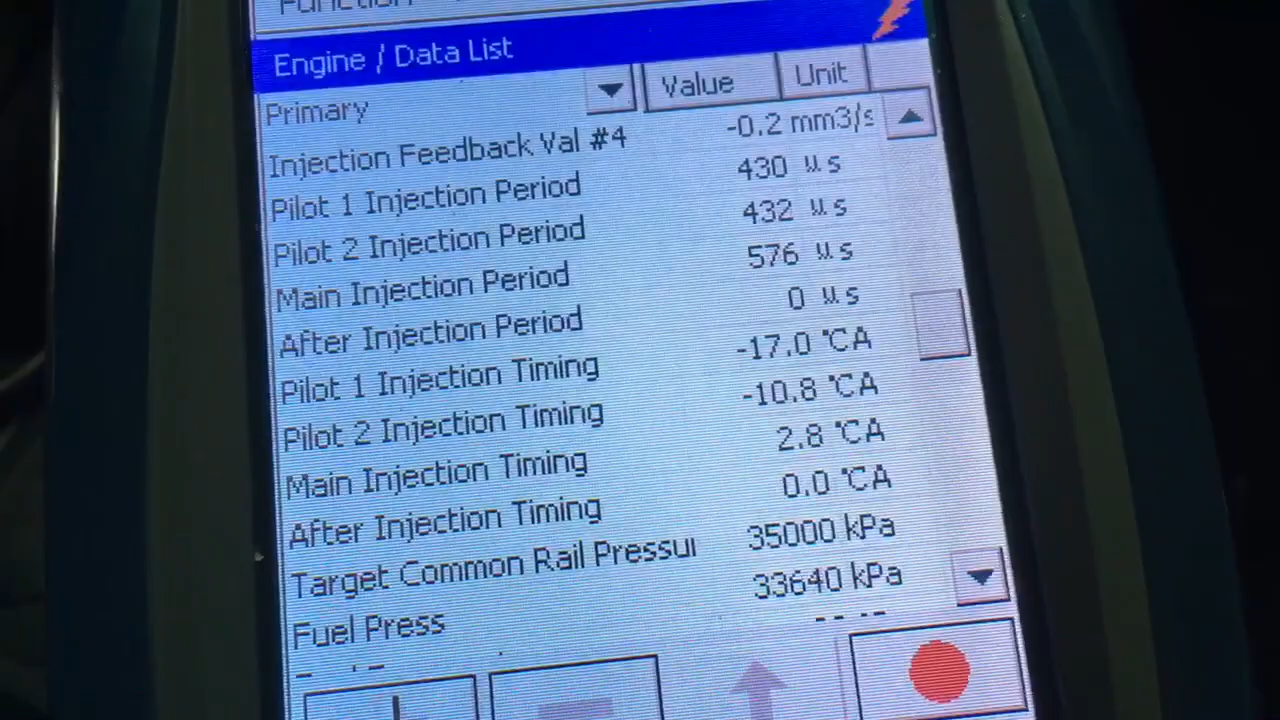 Function
Engine / Data List
Primary Value Unit
Injection Feedback Val #4 -0.2 mm3/s
Pilot 1 Injection Period 430 μs
Pilot 2 Injection Period 432 μs
Main Injection Period 576 μs
After Injection Period 0 μs
Pilot 1 Injection Timing -17.0 °CA
Pilot 2 Injection Timing -10.8 °CA
Main Injection Timing 2.8 °CA
After Injection Timing 0.0 °CA
Target Common Rail Pressur 35000 kPa
Fuel Press 33640 kPa